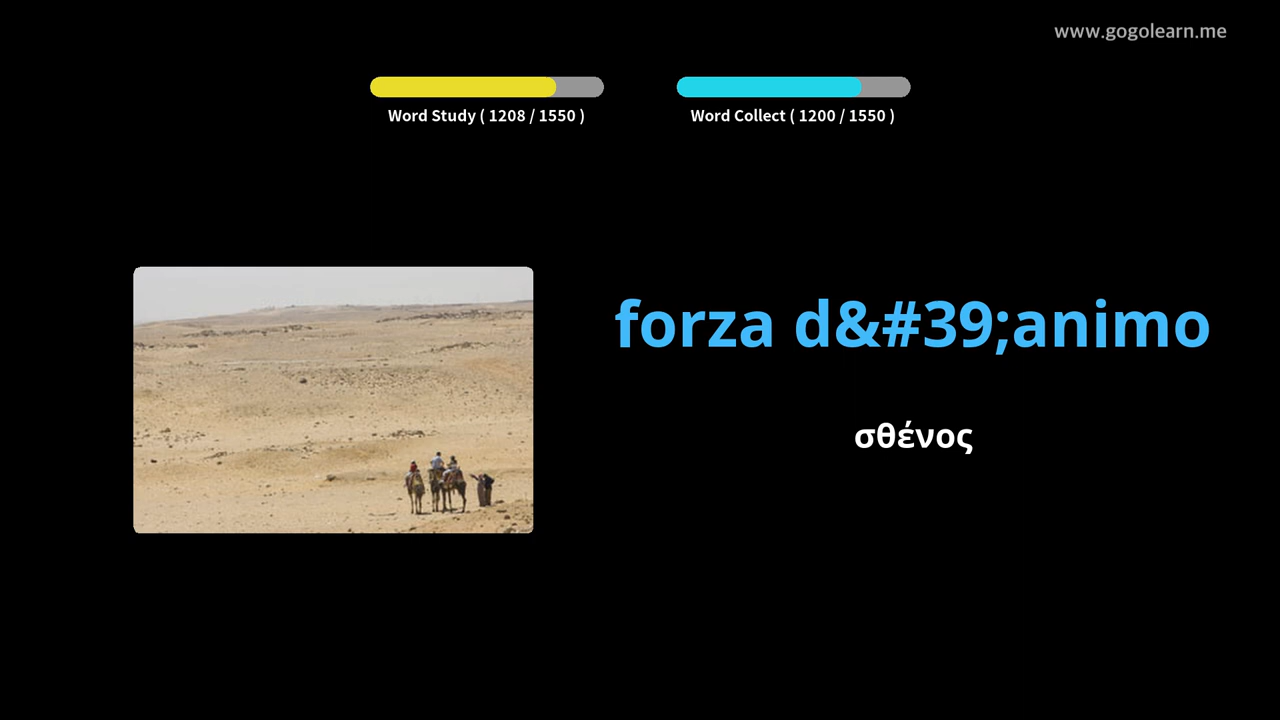 www.gogolearn.me
Word Study ( 1208 / 1550 )
Word Collect ( 1200 / 1550 )
forza d&#39;animo
σθένος